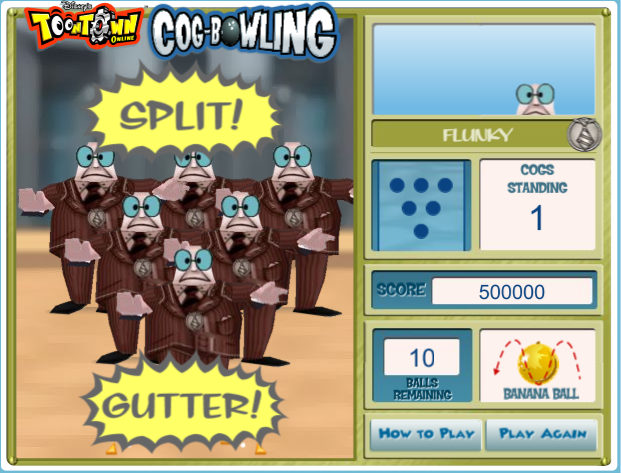 Disney's
TOONTOWN
ONLINE
COG-BOWLING
SPLIT!
GUTTER!
FLUNKY
COGS
STANDING
1
SCORE 500000
10
BALLS
REMAINING
BANANA BALL
HOW TO PLAY PLAY AGAIN